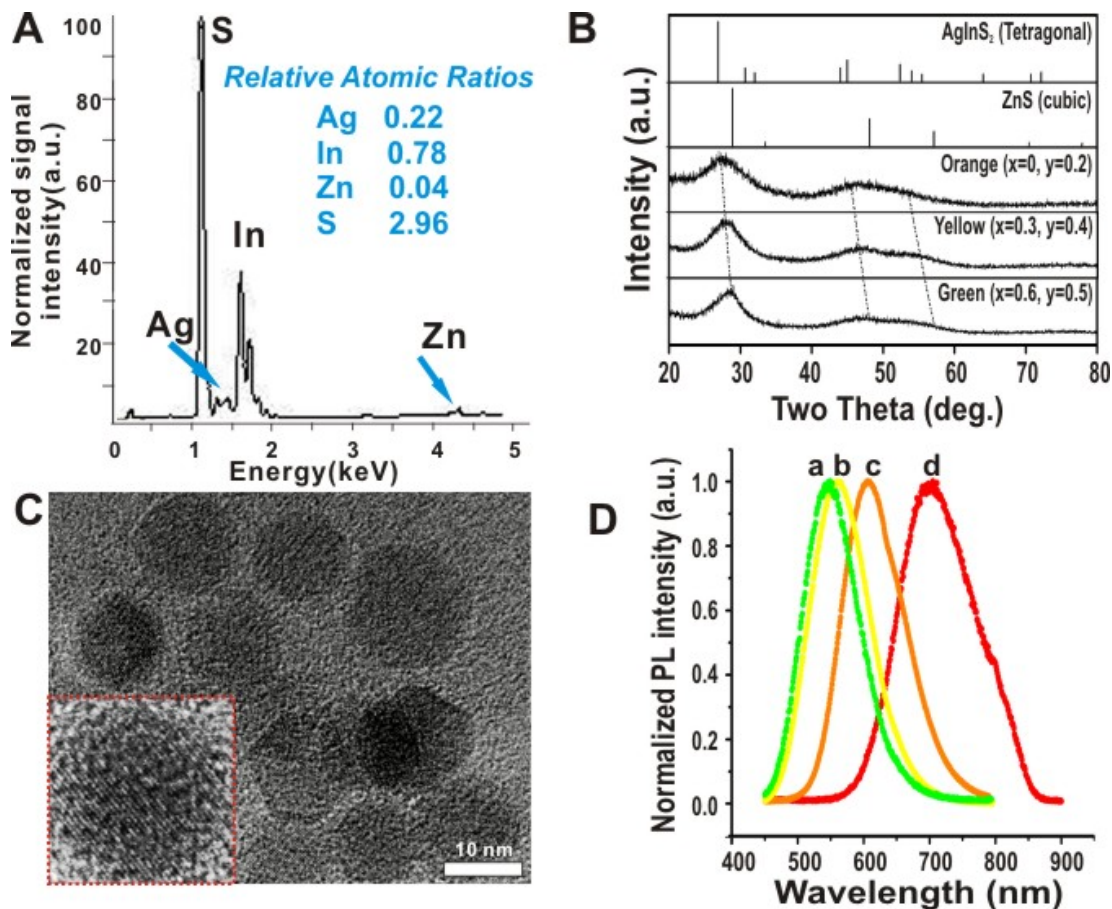 A
100
80
60
40
20
Normalized signal
intensity(a.u.)
S
Relative Atomic Ratios
Ag 0.22
In 0.78
Zn 0.04
S 2.96
In
Ag
Zn
0 1 2 3 4 5
Energy(keV)
B
Intensity (a.u.)
AgInS₂ (Tetragonal)
ZnS (cubic)
Orange (x=0, y=0.2)
Yellow (x=0.3, y=0.4)
Green (x=0.6, y=0.5)
20 30 40 50 60 70 80
Two Theta (deg.)
C
10 nm
D
a b c d
Normalized PL intensity (a.u.)
1.0
0.8
0.6
0.4
0.2
0.0
400 500 600 700 800 900
Wavelength (nm)